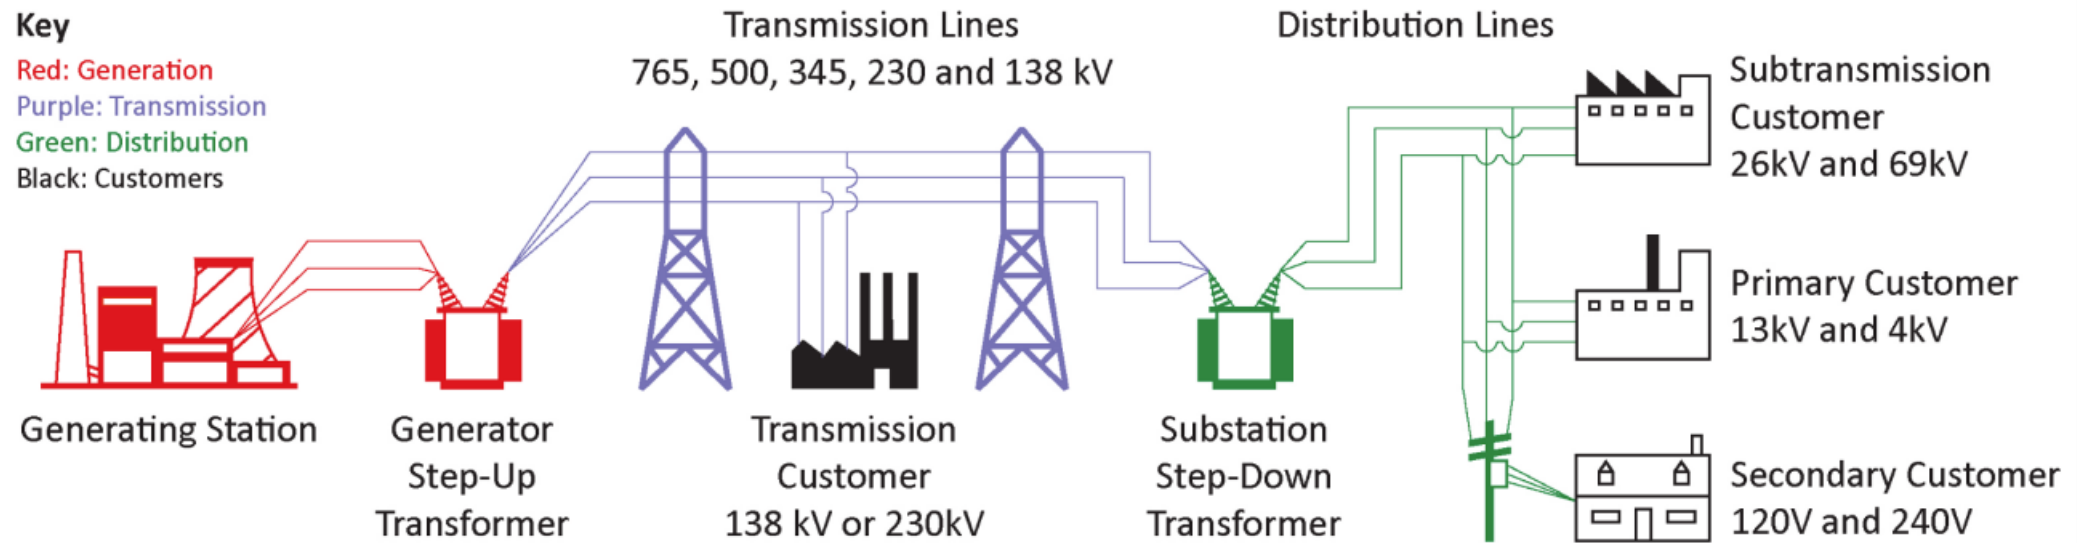 Key
Red: Generation
Purple: Transmission
Green: Distribution
Black: Customers
Transmission Lines
765, 500, 345, 230 and 138 kV
Distribution Lines
Subtransmission
Customer
26kV and 69kV
Primary Customer
13kV and 4kV
Generating Station
Generator
Step-Up
Transformer
Transmission
Customer
138 kV or 230kV
Substation
Step-Down
Transformer
Secondary Customer
120V and 240V